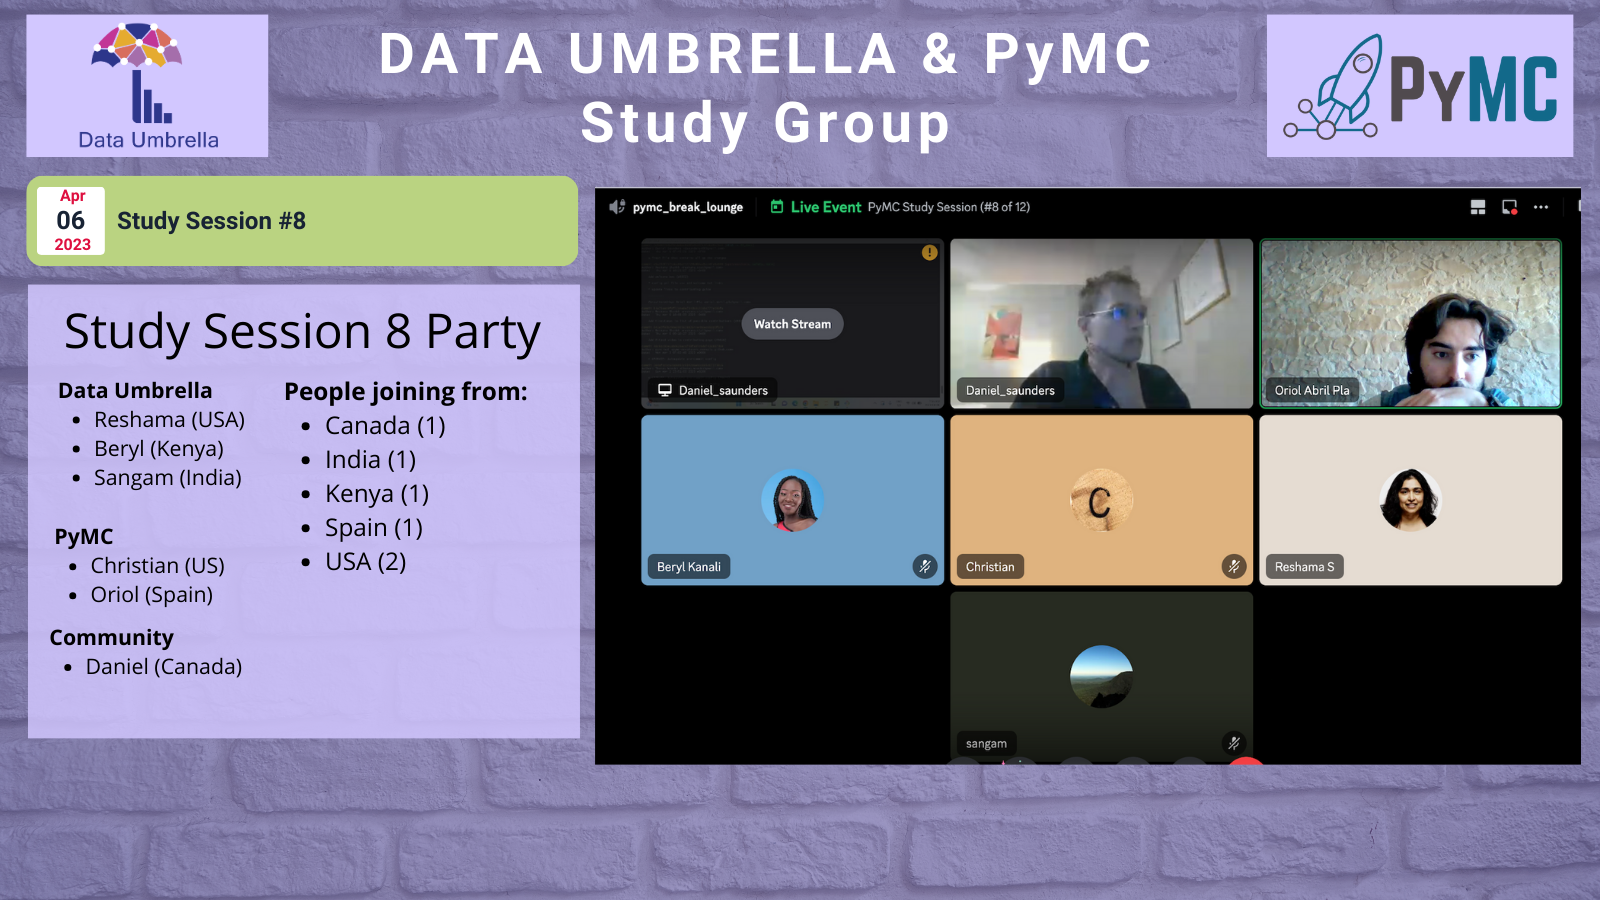 Data Umbrella
DATA UMBRELLA & PyMC
Study Group
PyMC
Apr
06
2023
Study Session #8
Study Session 8 Party
Data Umbrella
Reshama (USA)
Beryl (Kenya)
Sangam (India)
PyMC
Christian (US)
Oriol (Spain)
Community
Daniel (Canada)
People joining from:
Canada (1)
India (1)
Kenya (1)
Spain (1)
USA (2)
pymc_break_lounge
Live Event PyMC Study Session (#8 of 12)
Watch Stream
Daniel_saunders
Daniel_saunders
Oriol Abril Pla
Beryl Kanali
C
Christian
Reshama S
sangam